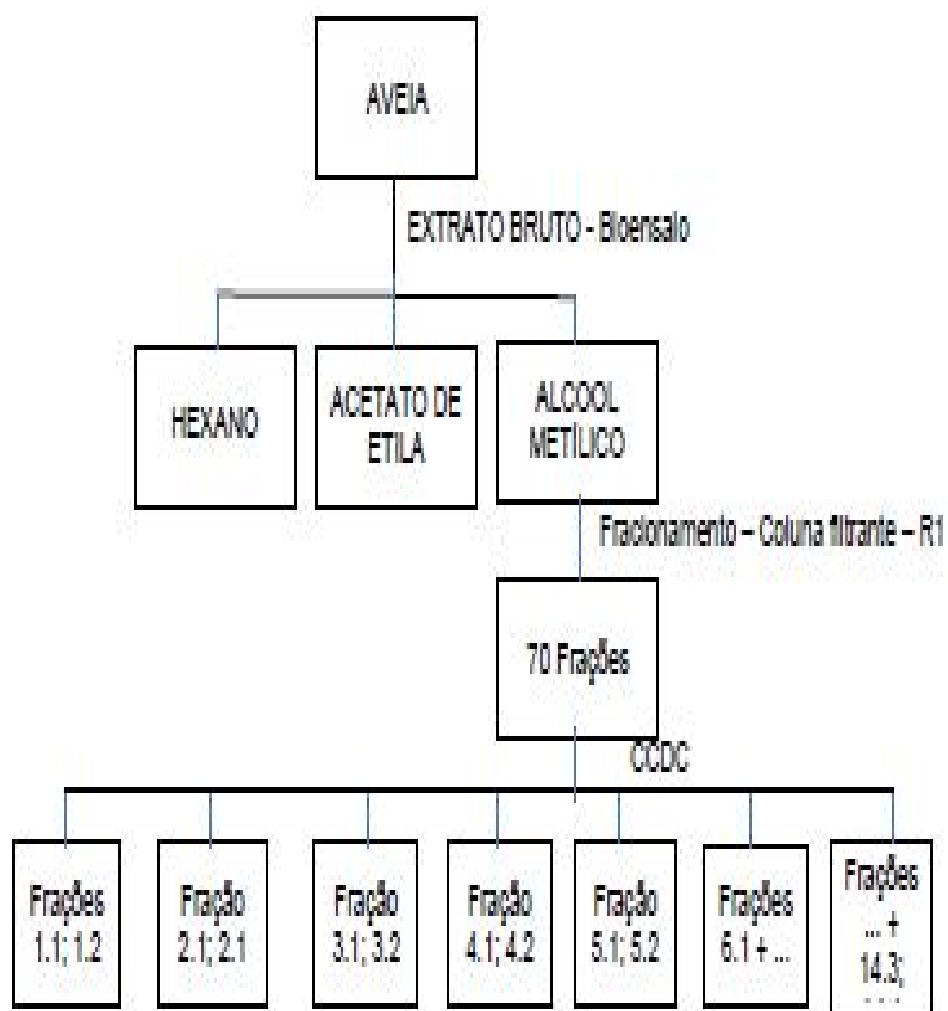 AVEIA
EXTRATO BRUTO - Bioensaio
HEXANO
ACETATO DE
ETILA
ALCOOL
METÍLICO
Fracionamento – Coluna filtrante – R1
70 Frações
CCDC
Frações
1.1; 1.2
Fração
2.1; 2.1
Fração
3.1; 3.2
Fração
4.1; 4.2
Fração
5.1; 5.2
Frações
6.1 + ...
Frações
... +
14.3;